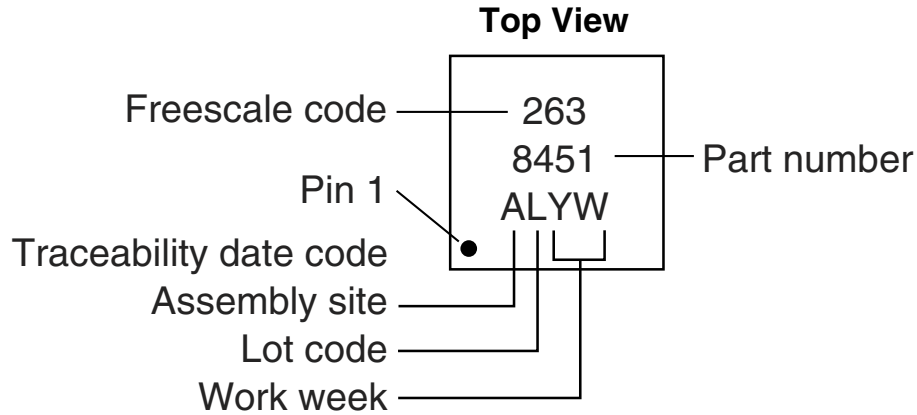 Top View
Freescale code
263
8451
Part number
Pin 1
ALYW
Traceability date code
Assembly site
Lot code
Work week